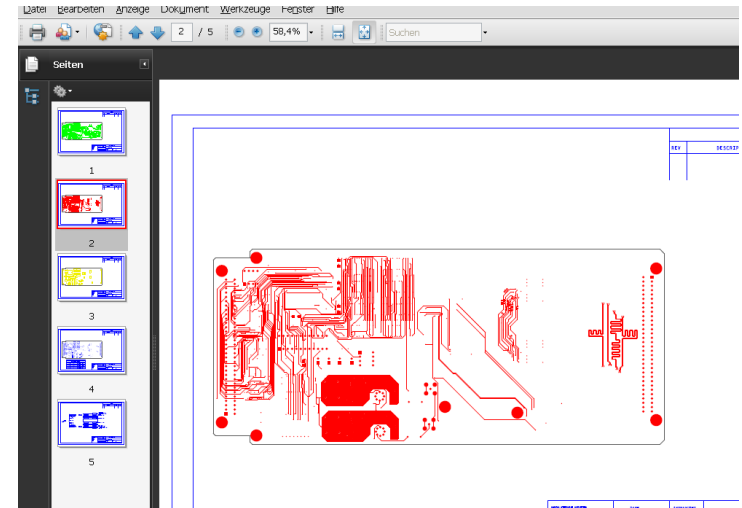 Datei Bearbeiten Anzeige Dokument Werkzeuge Fenster Hilfe
2 / 5 58,4% Suchen
Seiten
1
REV DESCRIP
2
3
4
5